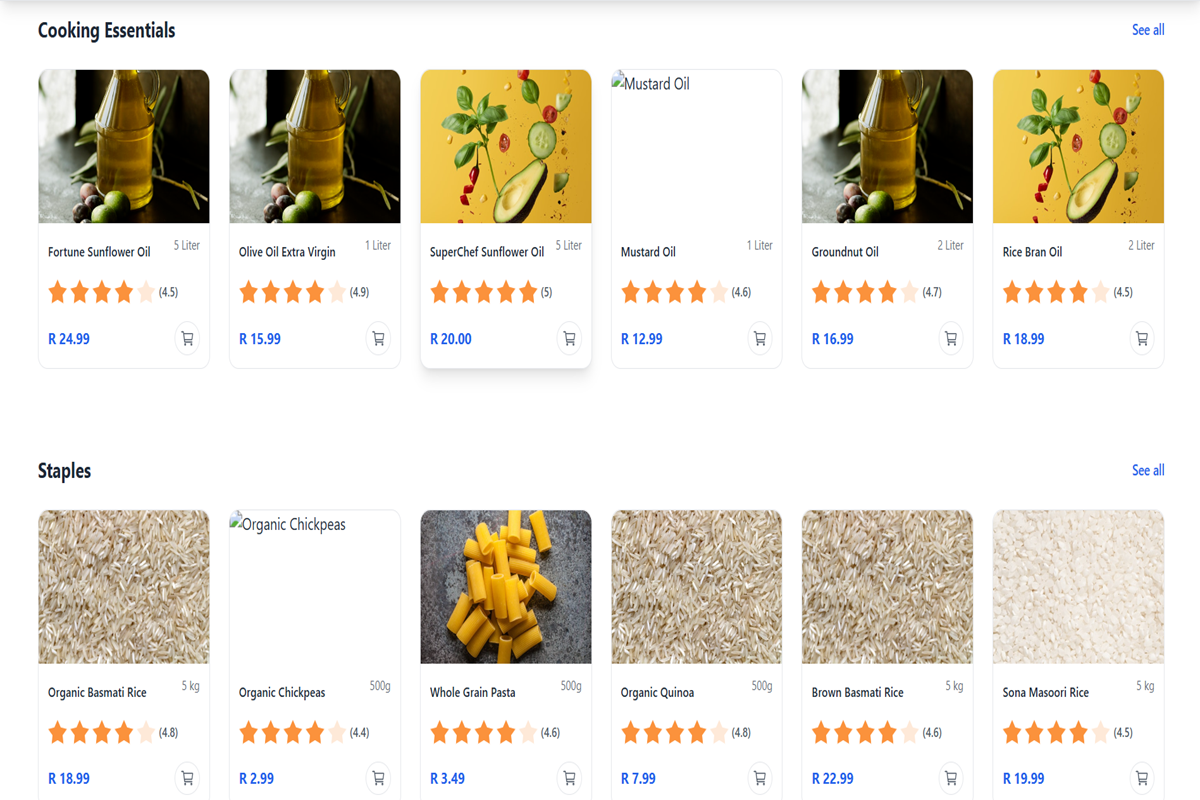 Cooking Essentials
See all
Mustard Oil
Fortune Sunflower Oil 5 Liter
(4.5)
R 24.99
Olive Oil Extra Virgin 1 Liter
(4.9)
R 15.99
SuperChef Sunflower Oil 5 Liter
(5)
R 20.00
Mustard Oil 1 Liter
(4.6)
R 12.99
Groundnut Oil 2 Liter
(4.7)
R 16.99
Rice Bran Oil 2 Liter
(4.5)
R 18.99
Staples
See all
Organic Chickpeas
Organic Basmati Rice 5 kg
(4.8)
R 18.99
Organic Chickpeas 500g
(4.4)
R 2.99
Whole Grain Pasta 500g
(4.6)
R 3.49
Organic Quinoa 500g
(4.8)
R 7.99
Brown Basmati Rice 5 kg
(4.6)
R 22.99
Sona Masoori Rice 5 kg
(4.5)
R 19.99